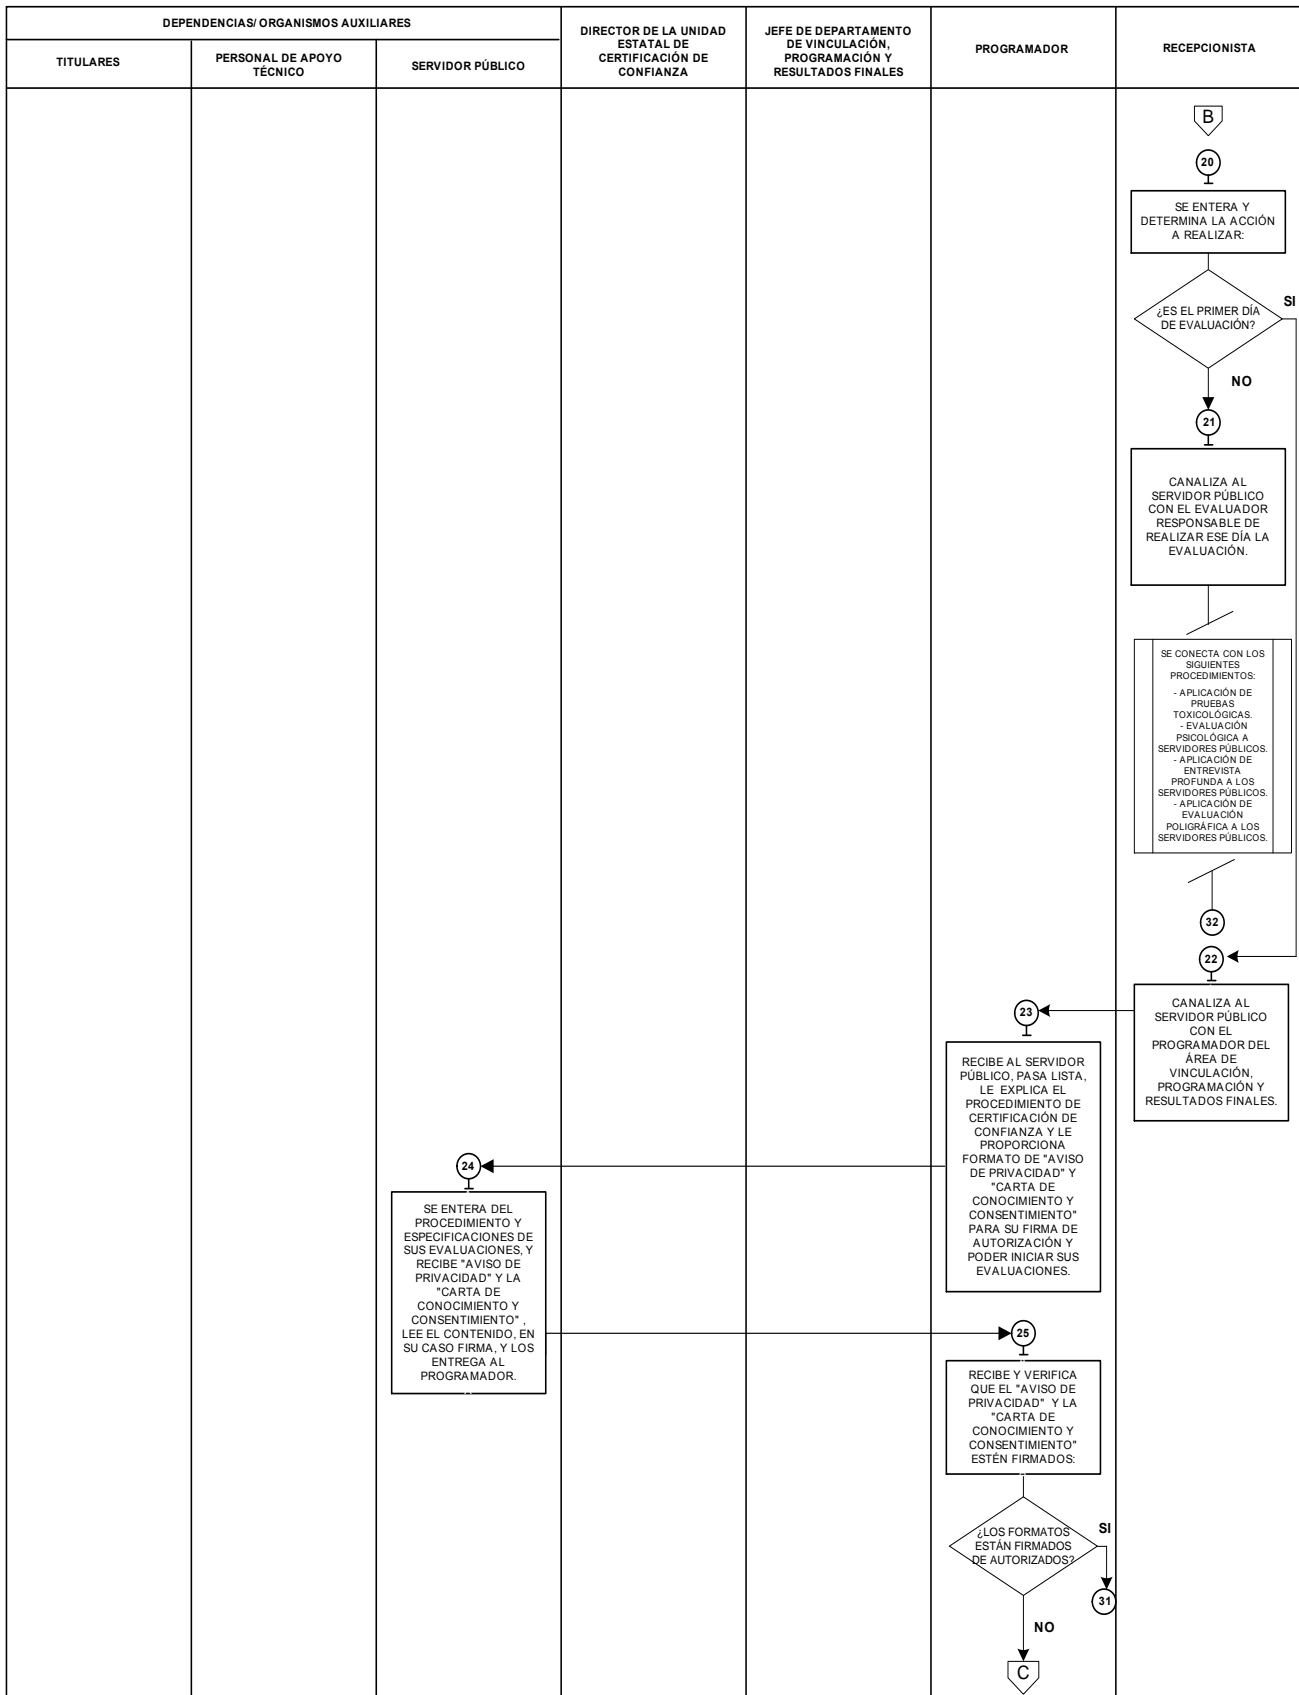 DEPENDENCIAS/ ORGANISMOS AUXILIARES
TITULARES
PERSONAL DE APOYO
TÉCNICO
SERVIDOR PÚBLICO
DIRECTOR DE LA UNIDAD
ESTATAL DE
CERTIFICACIÓN DE
CONFIANZA
JEFE DE DEPARTAMENTO
DE VINCULACIÓN,
PROGRAMACIÓN Y
RESULTADOS FINALES
PROGRAMADOR
RECEPCIONISTA
B
20
SE ENTERA Y
DETERMINA LA ACCIÓN
A REALIZAR:
¿ES EL PRIMER DÍA
DE EVALUACIÓN?
SI
NO
21
CANALIZA AL
SERVIDOR PÚBLICO
CON EL EVALUADOR
RESPONSABLE DE
REALIZAR ESE DÍA LA
EVALUACIÓN.
SE CONECTA CON LOS
SIGUIENTES
PROCEDIMIENTOS:
- APLICACIÓN DE
PRUEBAS
TOXICOLÓGICAS.
- EVALUACIÓN
PSICOLÓGICA A
SERVIDORES PÚBLICOS.
- APLICACIÓN DE
ENTREVISTA
PROFUNDA A LOS
SERVIDORES PÚBLICOS.
- APLICACIÓN DE
EVALUACIÓN
POLIGRÁFICA A LOS
SERVIDORES PÚBLICOS.
32
22
CANALIZA AL
SERVIDOR PÚBLICO
CON EL
PROGRAMADOR DEL
ÁREA DE
VINCULACIÓN,
PROGRAMACIÓN Y
RESULTADOS FINALES.
23
RECIBE AL SERVIDOR
PÚBLICO, PASA LISTA,
LE EXPLICA EL
PROCEDIMIENTO DE
CERTIFICACIÓN DE
CONFIANZA Y LE
PROPORCIONA
FORMATO DE "AVISO
DE PRIVACIDAD" Y
"CARTA DE
CONOCIMIENTO Y
CONSENTIMIENTO"
PARA SU FIRMA DE
AUTORIZACIÓN Y
PODER INICIAR SUS
EVALUACIONES.
24
SE ENTERA DEL
PROCEDIMIENTO Y
ESPECIFICACIONES DE
SUS EVALUACIONES, Y
RECIBE "AVISO DE
PRIVACIDAD" Y LA
"CARTA DE
CONOCIMIENTO Y
CONSENTIMIENTO" ,
LEE EL CONTENIDO, EN
SU CASO FIRMA, Y LOS
ENTREGA AL
PROGRAMADOR.
25
RECIBE Y VERIFICA
QUE EL "AVISO DE
PRIVACIDAD" Y LA
"CARTA DE
CONOCIMIENTO Y
CONSENTIMIENTO"
ESTÉN FIRMADOS:
¿LOS FORMATOS
ESTÁN FIRMADOS
DE AUTORIZADOS?
SI
31
NO
C